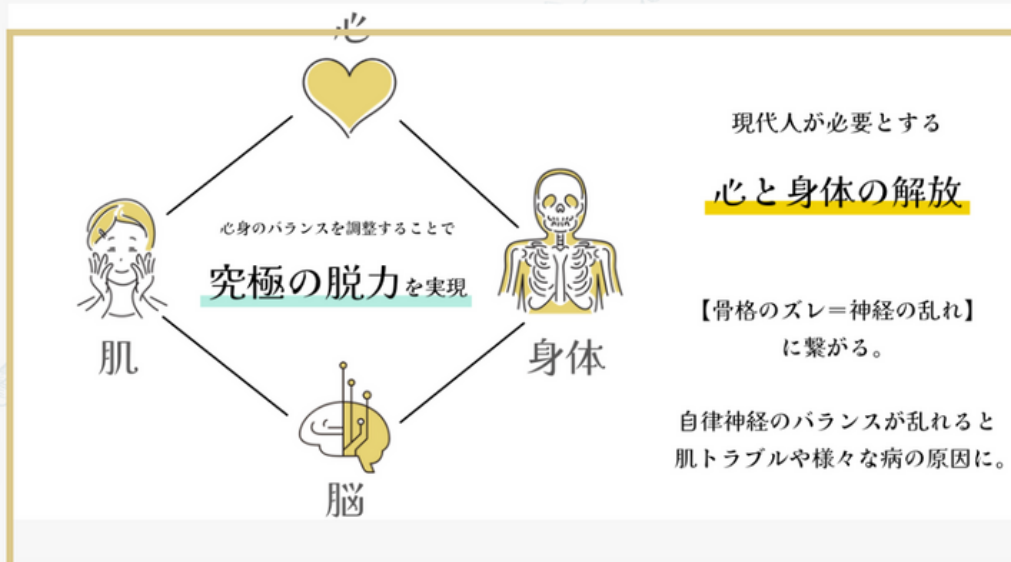 心
心身のバランスを調整することで
究極の脱力を実現
肌
身体
脳
現代人が必要とする
心と身体の解放
【骨格のズレ=神経の乱れ】
に繋がる。
自律神経のバランスが乱れると
肌トラブルや様々な病の原因に。